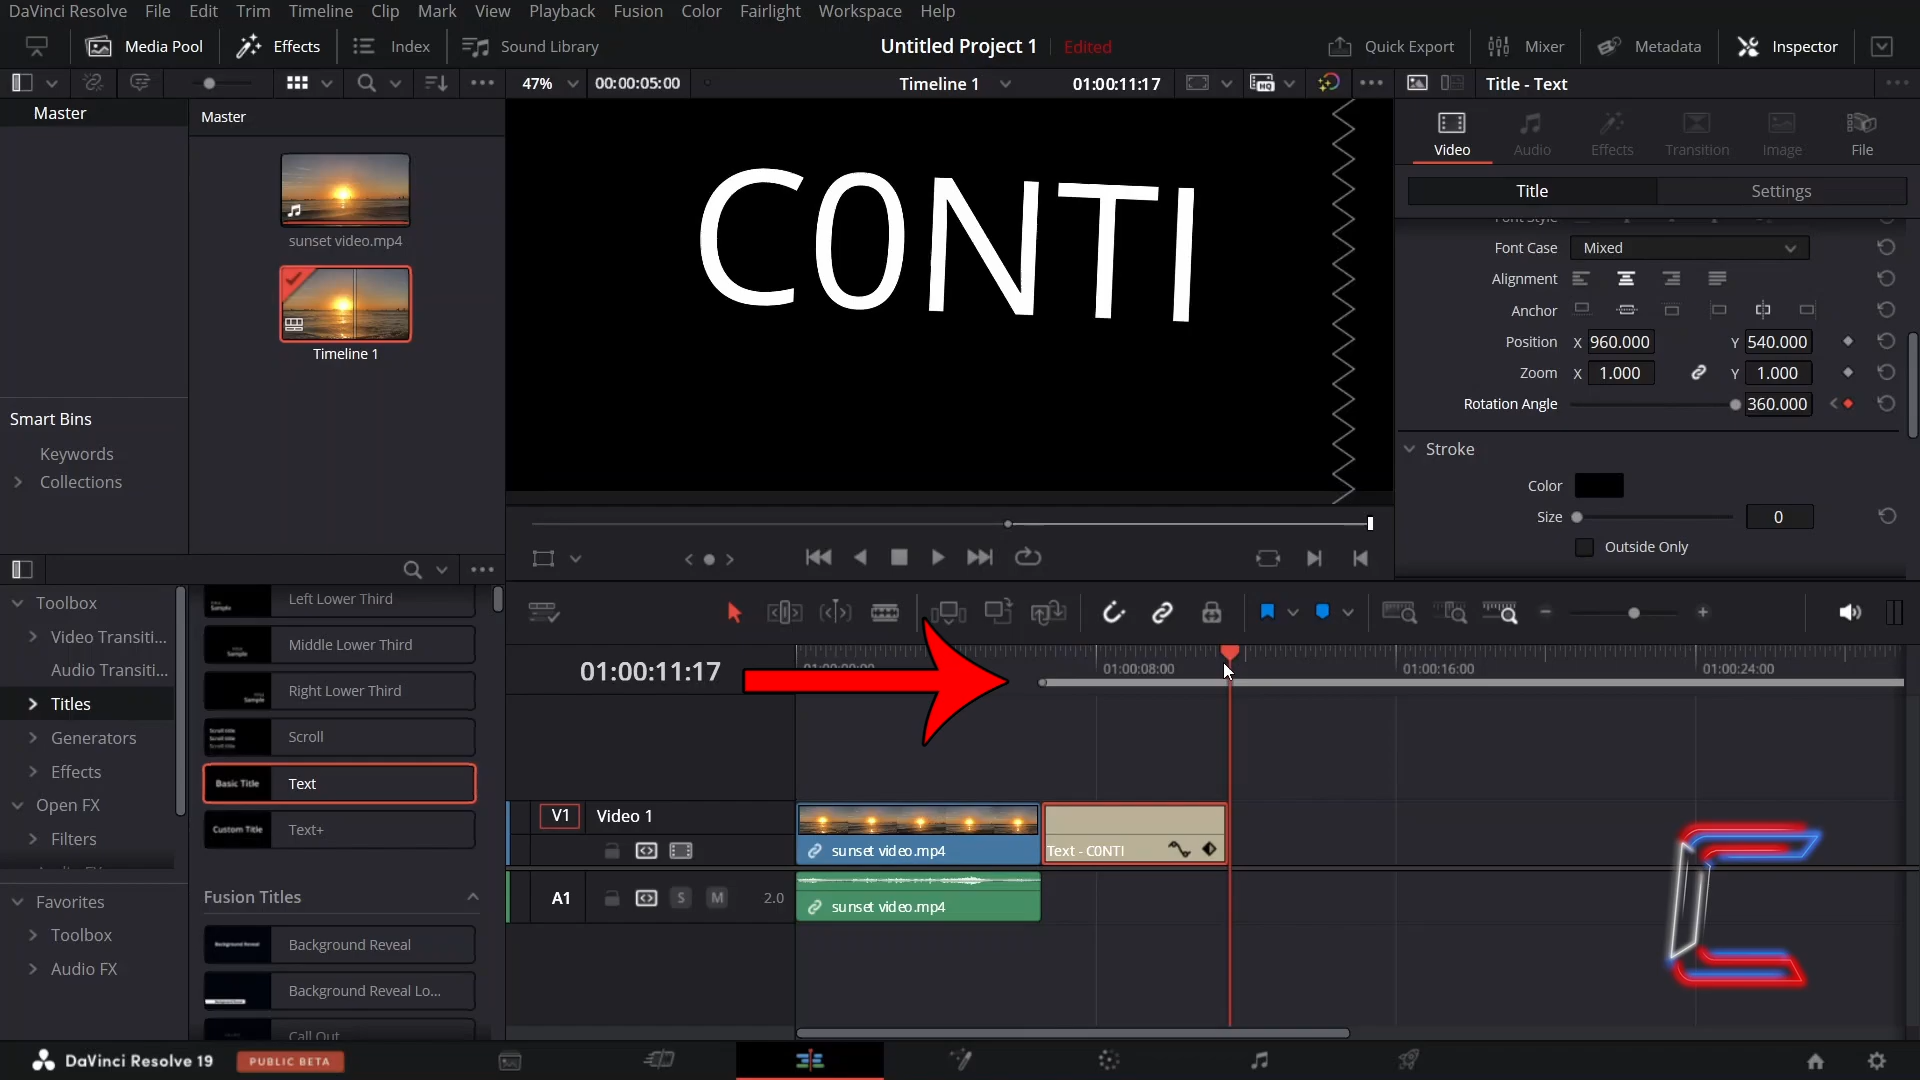 DaVinci Resolve File Edit Trim Timeline Clip Mark View Playback Fusion Color Fairlight Workspace Help
Media Pool Effects Index Sound Library Untitled Project 1 Edited Quick Export Mixer Metadata Inspector
47% 00:00:05:00 Timeline 1 01:00:11:17 Title - Text
Master
Master
sunset video.mp4
Timeline 1
Smart Bins
Keywords
Collections
C0NTI
Video Audio Effects Transition Image File
Title Settings
Font Style
Font Case Mixed
Alignment
Anchor
Position X 960.000 Y 540.000
Zoom X 1.000 Y 1.000
Rotation Angle 360.000
Stroke
Color
Size 0
Outside Only
Toolbox
Video Transiti...
Audio Transiti...
Titles
Generators
Effects
Open FX
Filters
Favorites
Toolbox
Audio FX
Left Lower Third
Middle Lower Third
Right Lower Third
Scroll
Basic Title Text
Custom Title Text+
Fusion Titles
Background Reveal
Background Reveal Lo...
Call Out
01:00:11:17
01:00:00:00 01:00:08:00 01:00:16:00 01:00:24:00
V1 Video 1
sunset video.mp4 Text - C0NTI
A1 S M 2.0
sunset video.mp4
DaVinci Resolve 19 PUBLIC BETA